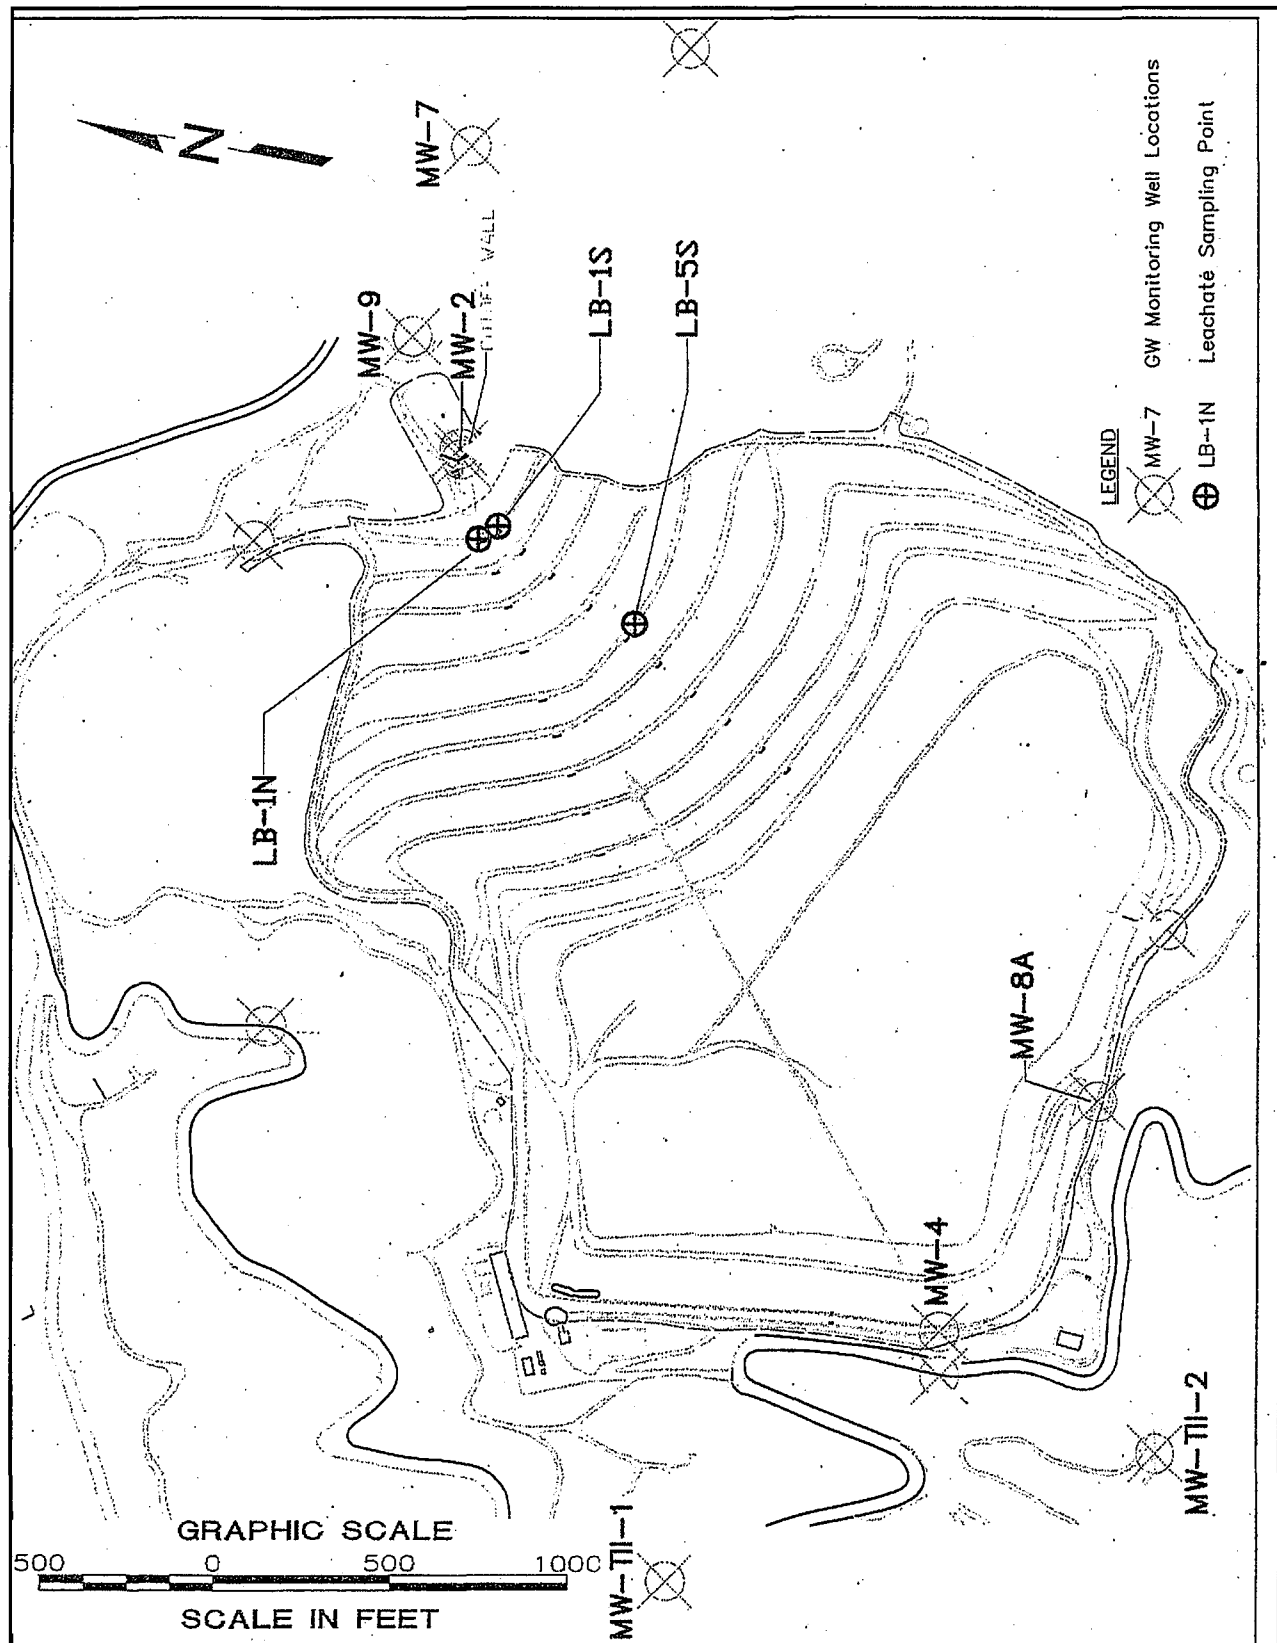 N
MW-7
WALL
MW-9
MW-2
LB-1S
LB-5S
LB-1N
MW-8A
MW-4
MW-TII-2
MW-TII-1
LEGEND
MW-7 GW Monitoring Well Locations
LB-1N Leachate Sampling Point
GRAPHIC SCALE
500 0 500 1000
SCALE IN FEET